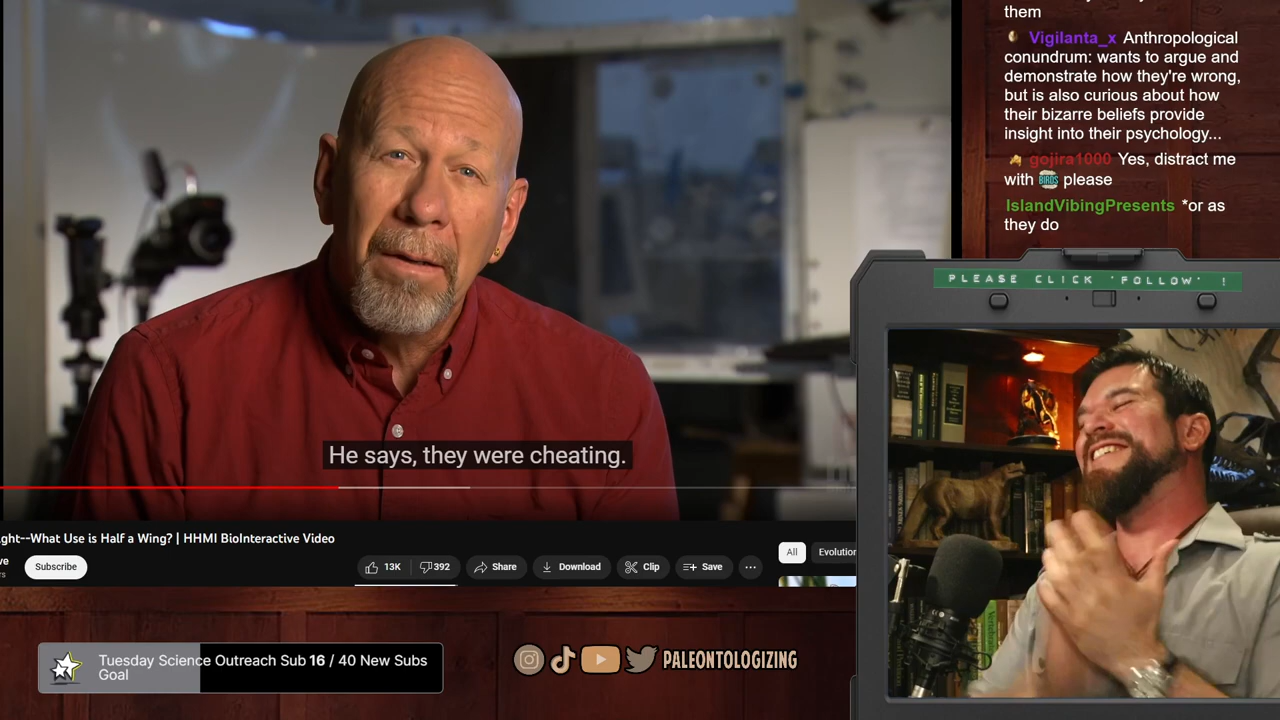 them
Vigilanta_x Anthropological
conundrum: wants to argue and
demonstrate how they're wrong,
but is also curious about how
their bizarre beliefs provide
insight into their psychology...
gojira1000 Yes, distract me
with BIRDS please
IslandVibingPresents *or as
they do
PLEASE CLICK 'FOLLOW' !
He says, they were cheating.
ght--What Use is Half a Wing? | HHMI BioInteractive Video
Subscribe
13K
392
Share
Download
Clip
Save
All
Evolution
Tuesday Science Outreach Sub 16 / 40 New Subs
Goal
PALEONTOLOGIZING